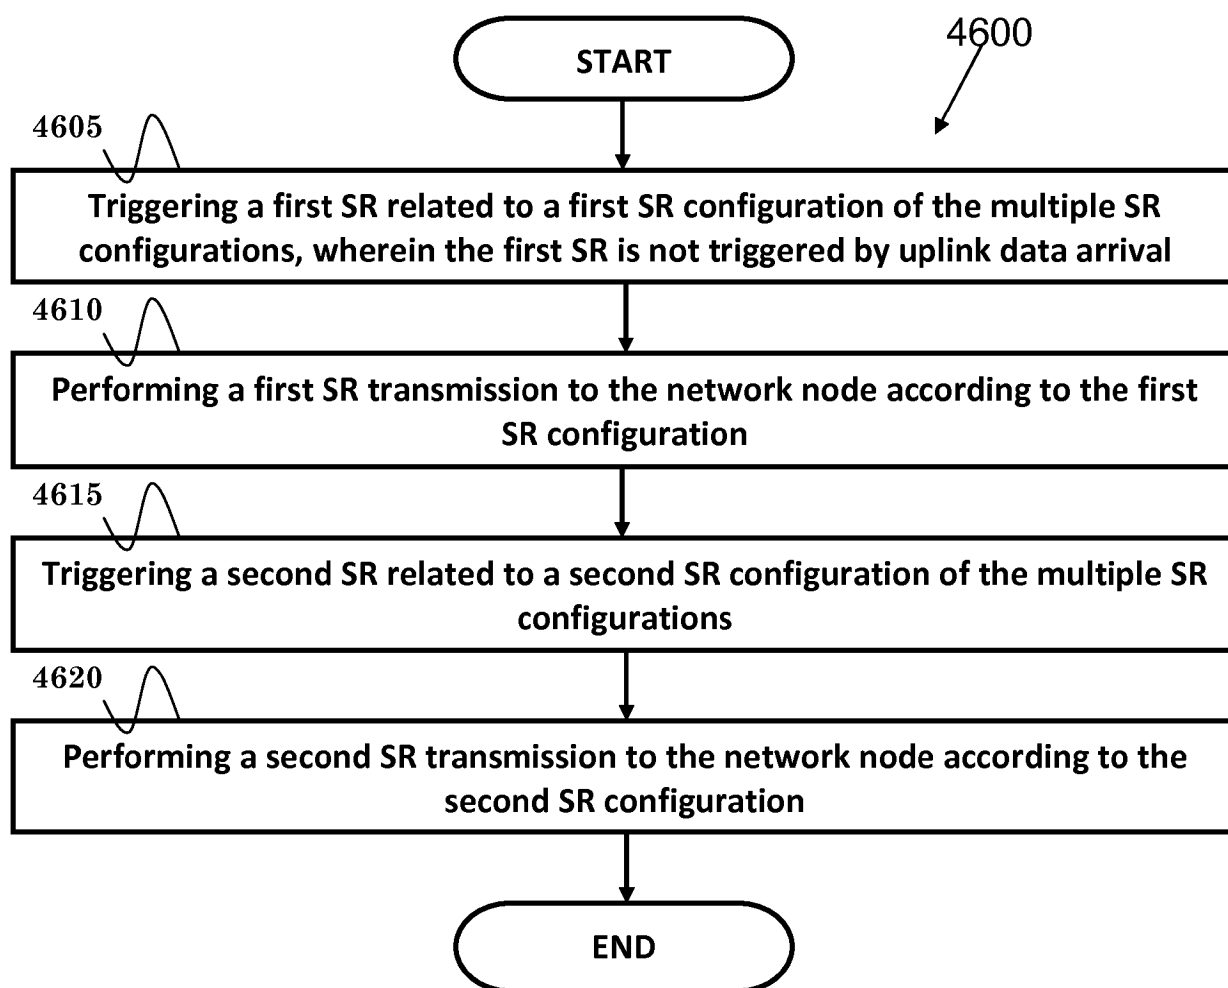 START
4600
4605
Triggering a first SR related to a first SR configuration of the multiple SR
configurations, wherein the first SR is not triggered by uplink data arrival
4610
Performing a first SR transmission to the network node according to the first
SR configuration
4615
Triggering a second SR related to a second SR configuration of the multiple SR
configurations
4620
Performing a second SR transmission to the network node according to the
second SR configuration
END